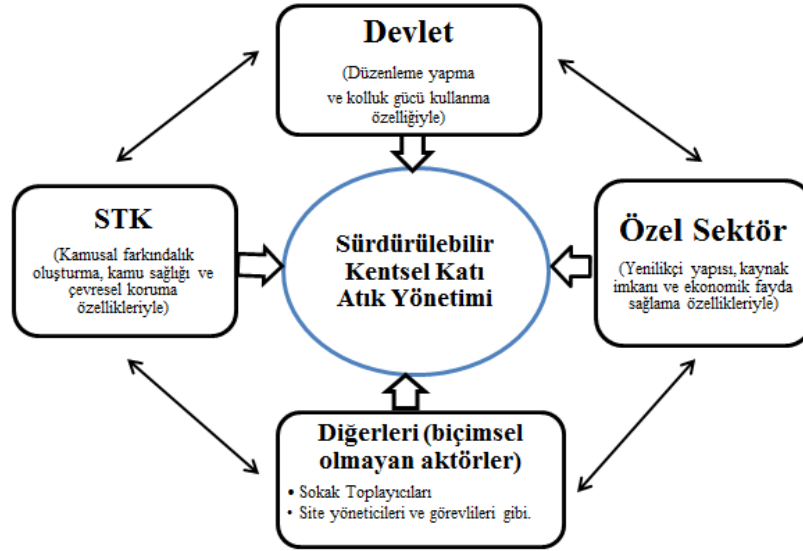 Devlet
(Düzenleme yapma
ve kolluk gücü kullanma
özelliğiyle)
STK
(Kamusal farkındalık
oluşturma, kamu sağlığı ve
çevresel koruma
özellikleriyle)
Sürdürülebilir
Kentsel Katı
Atık Yönetimi
Özel Sektör
(Yenilikçi yapısı, kaynak
imkanı ve ekonomik fayda
sağlama özellikleriyle)
Diğerleri (biçimsel
olmayan aktörler)
• Sokak Toplayıcıları
• Site yöneticileri ve görevlileri gibi.